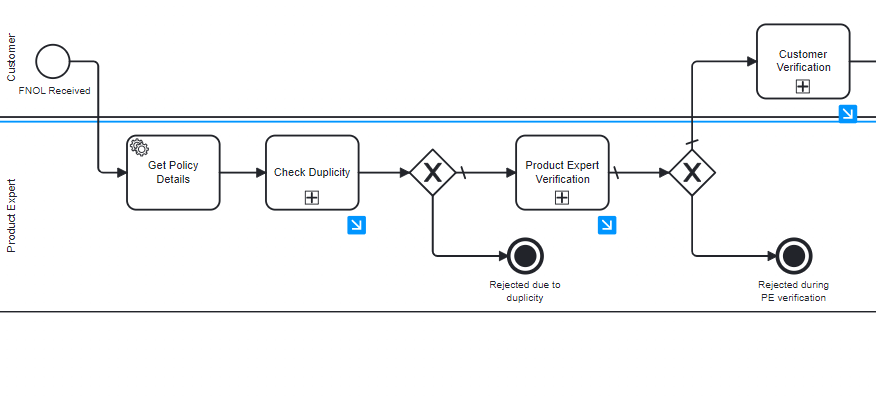 Customer
FNOL Received
Customer
Verification
Product Expert
Get Policy
Details
Check Duplicity
X
Product Expert
Verification
X
Rejected due to
duplicity
Rejected during
PE verification